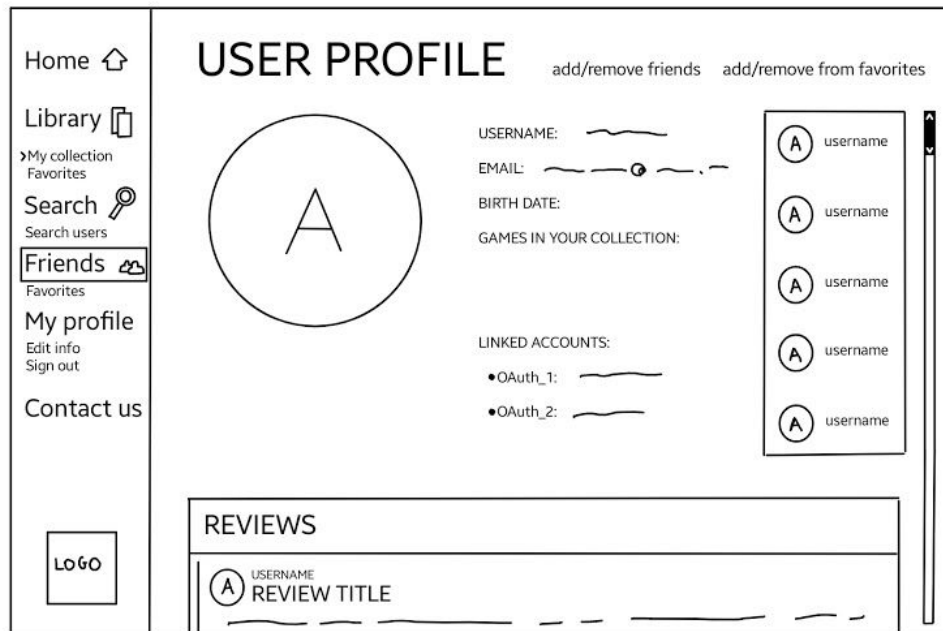 Home
Library
My collection
Favorites
Search
Search users
Friends
Favorites
My profile
Edit info
Sign out
Contact us
LOGO
USER PROFILE
add/remove friends
add/remove from favorites
A
USERNAME:
EMAIL:
BIRTH DATE:
GAMES IN YOUR COLLECTION:
LINKED ACCOUNTS:
•OAuth_1:
•OAuth_2:
A username
A username
A username
A username
A username
REVIEWS
A USERNAME
REVIEW TITLE